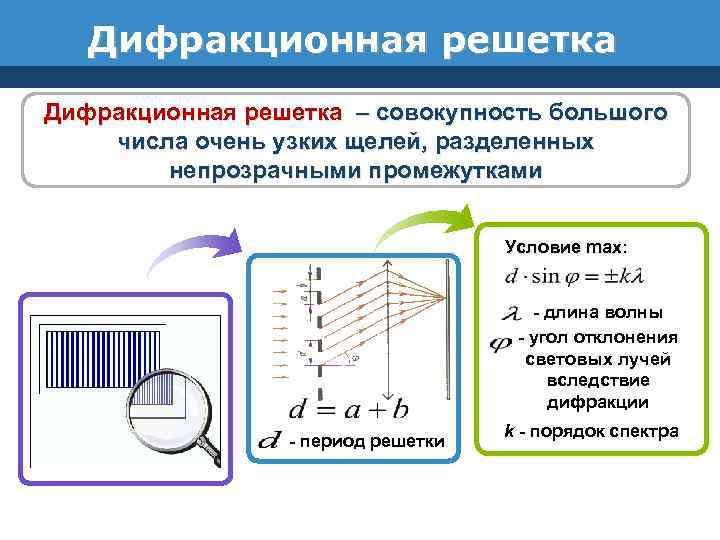 Дифракционная решетка
Дифракционная решетка – совокупность большого
числа очень узких щелей, разделенных
непрозрачными промежутками
d = a + b
d - период решетки
Условие max:
d · sin φ = ±kλ
λ - длина волны
φ - угол отклонения
световых лучей
вследствие
дифракции
k - порядок спектра